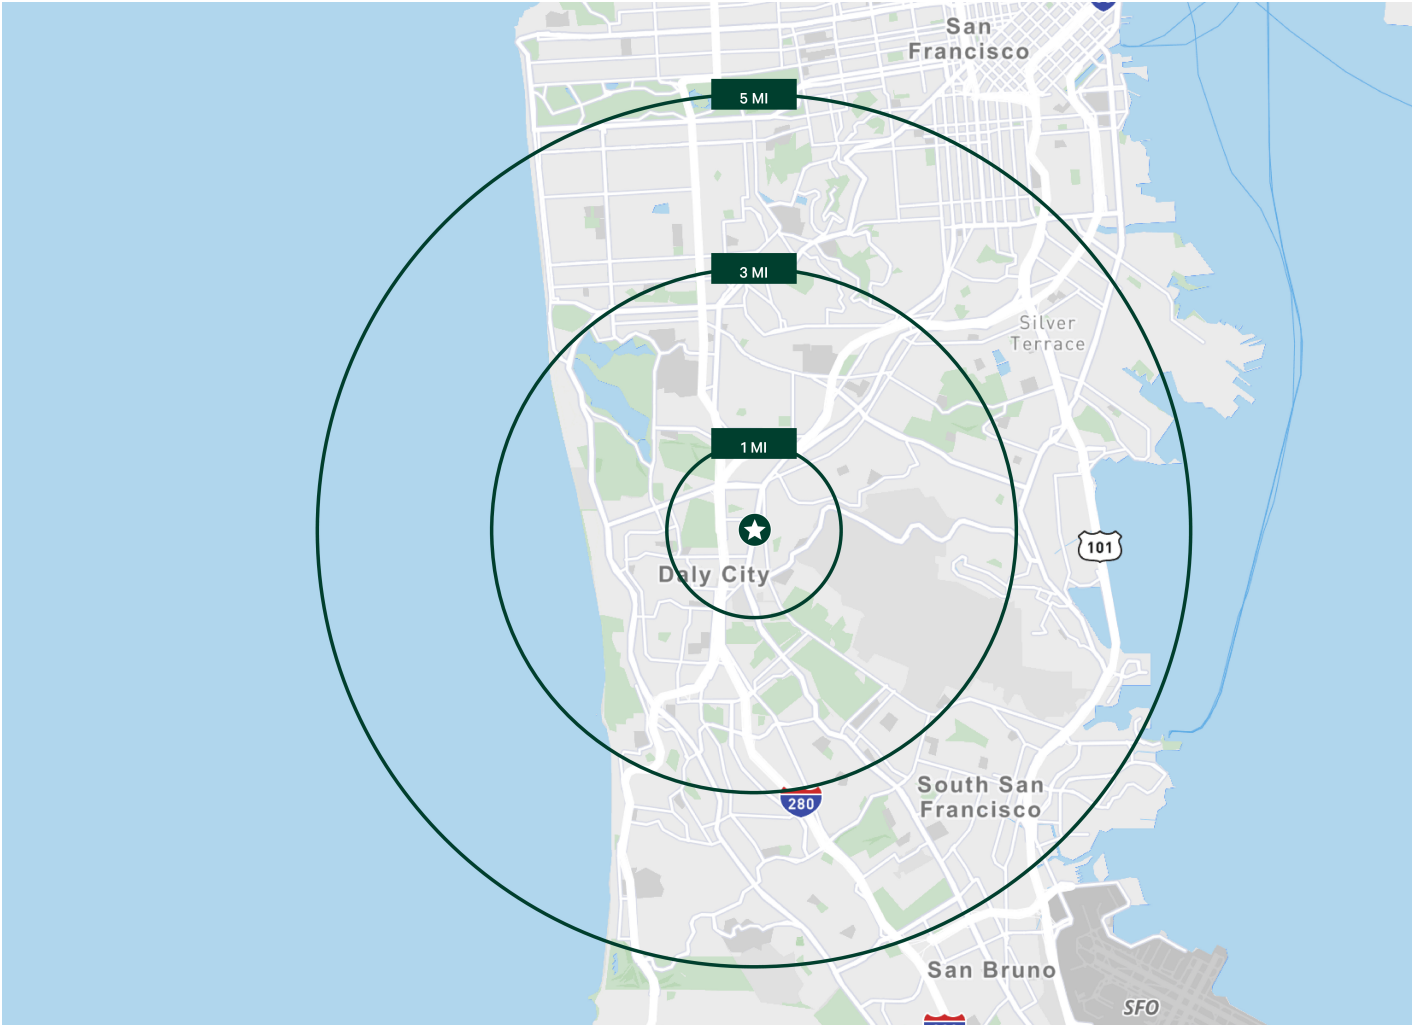 San
Francisco
5 MI
3 MI
Silver
Terrace
1 MI
101
Daly City
South San
Francisco
280
San Bruno
SFO